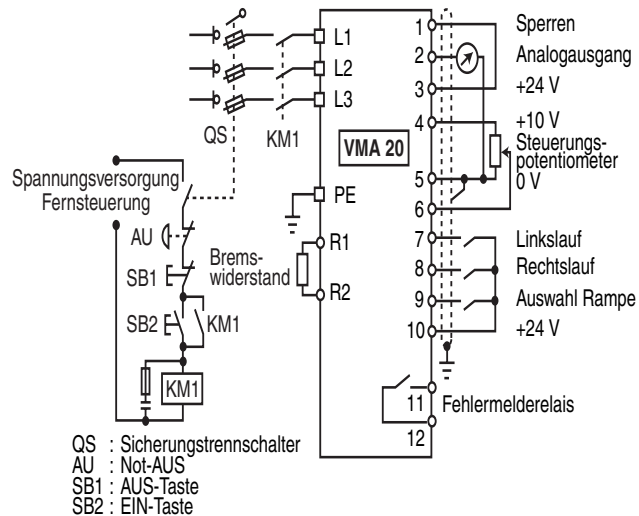 L1
L2
L3
QS
KM1
VMA 20
PE
R1
R2
Brems-
widerstand
Spannungsversorgung
Fernsteuerung
AU
SB1
SB2
KM1
KM1
1 Sperren
2 Analogausgang
3 +24 V
4 +10 V
Steuerungs-
potentiometer
5 0 V
6
7 Linkslauf
8 Rechtslauf
9 Auswahl Rampe
10 +24 V
11 Fehlermelderelais
12
QS : Sicherungstrennschalter
AU : Not-AUS
SB1 : AUS-Taste
SB2 : EIN-Taste